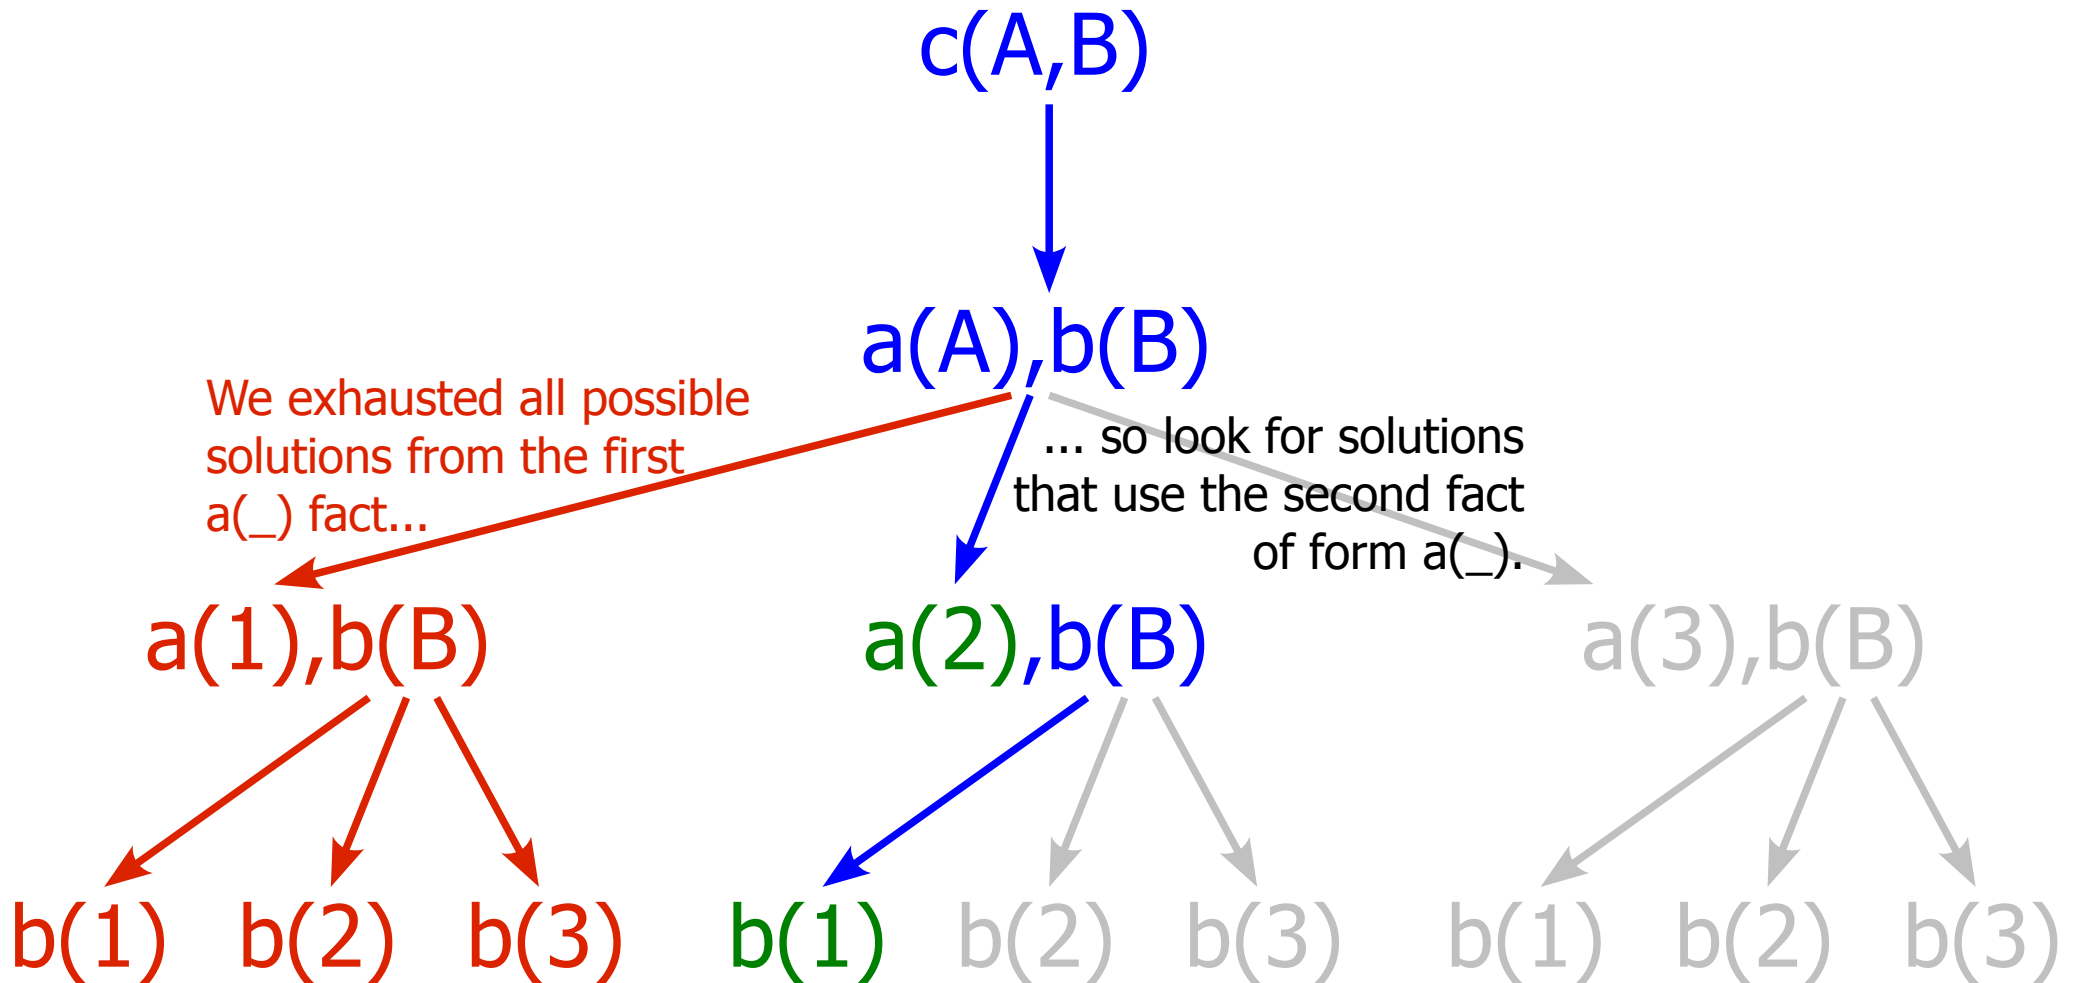 c(A,B)
a(A),b(B)
We exhausted all possible
solutions from the first
a(_) fact...
... so look for solutions
that use the second fact
of form a(_).
a(1),b(B)
a(2),b(B)
a(3),b(B)
b(1) b(2) b(3) b(1) b(2) b(3) b(1) b(2) b(3)